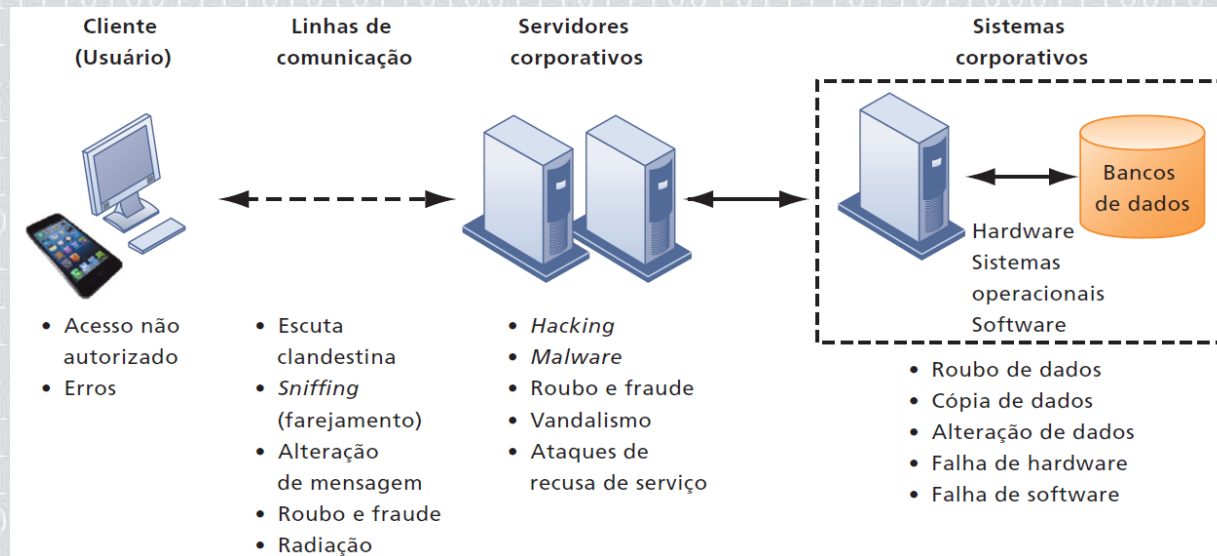 Cliente
(Usuário)
Linhas de
comunicação
Servidores
corporativos
Sistemas
corporativos
Bancos
de dados
Hardware
Sistemas
operacionais
Software
• Acesso não
autorizado
• Erros
• Escuta
clandestina
• Sniffing
(farejamento)
• Alteração
de mensagem
• Roubo e fraude
• Radiação
• Hacking
• Malware
• Roubo e fraude
• Vandalismo
• Ataques de
recusa de serviço
• Roubo de dados
• Cópia de dados
• Alteração de dados
• Falha de hardware
• Falha de software